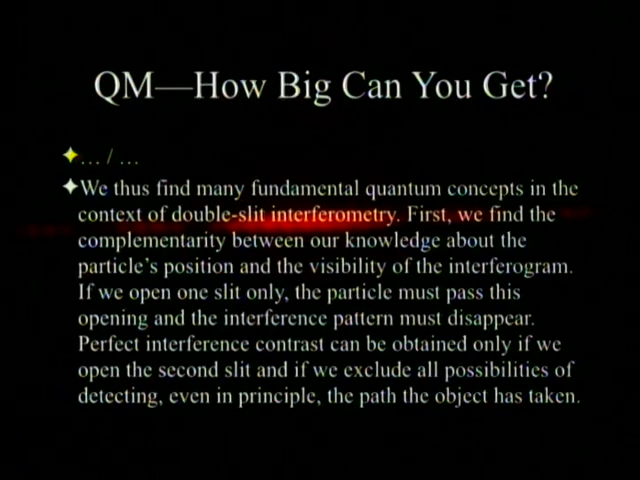 QM—How Big Can You Get?
… / …
We thus find many fundamental quantum concepts in the
context of double-slit interferometry. First, we find the
complementarity between our knowledge about the
particle’s position and the visibility of the interferogram.
If we open one slit only, the particle must pass this
opening and the interference pattern must disappear.
Perfect interference contrast can be obtained only if we
open the second slit and if we exclude all possibilities of
detecting, even in principle, the path the object has taken.